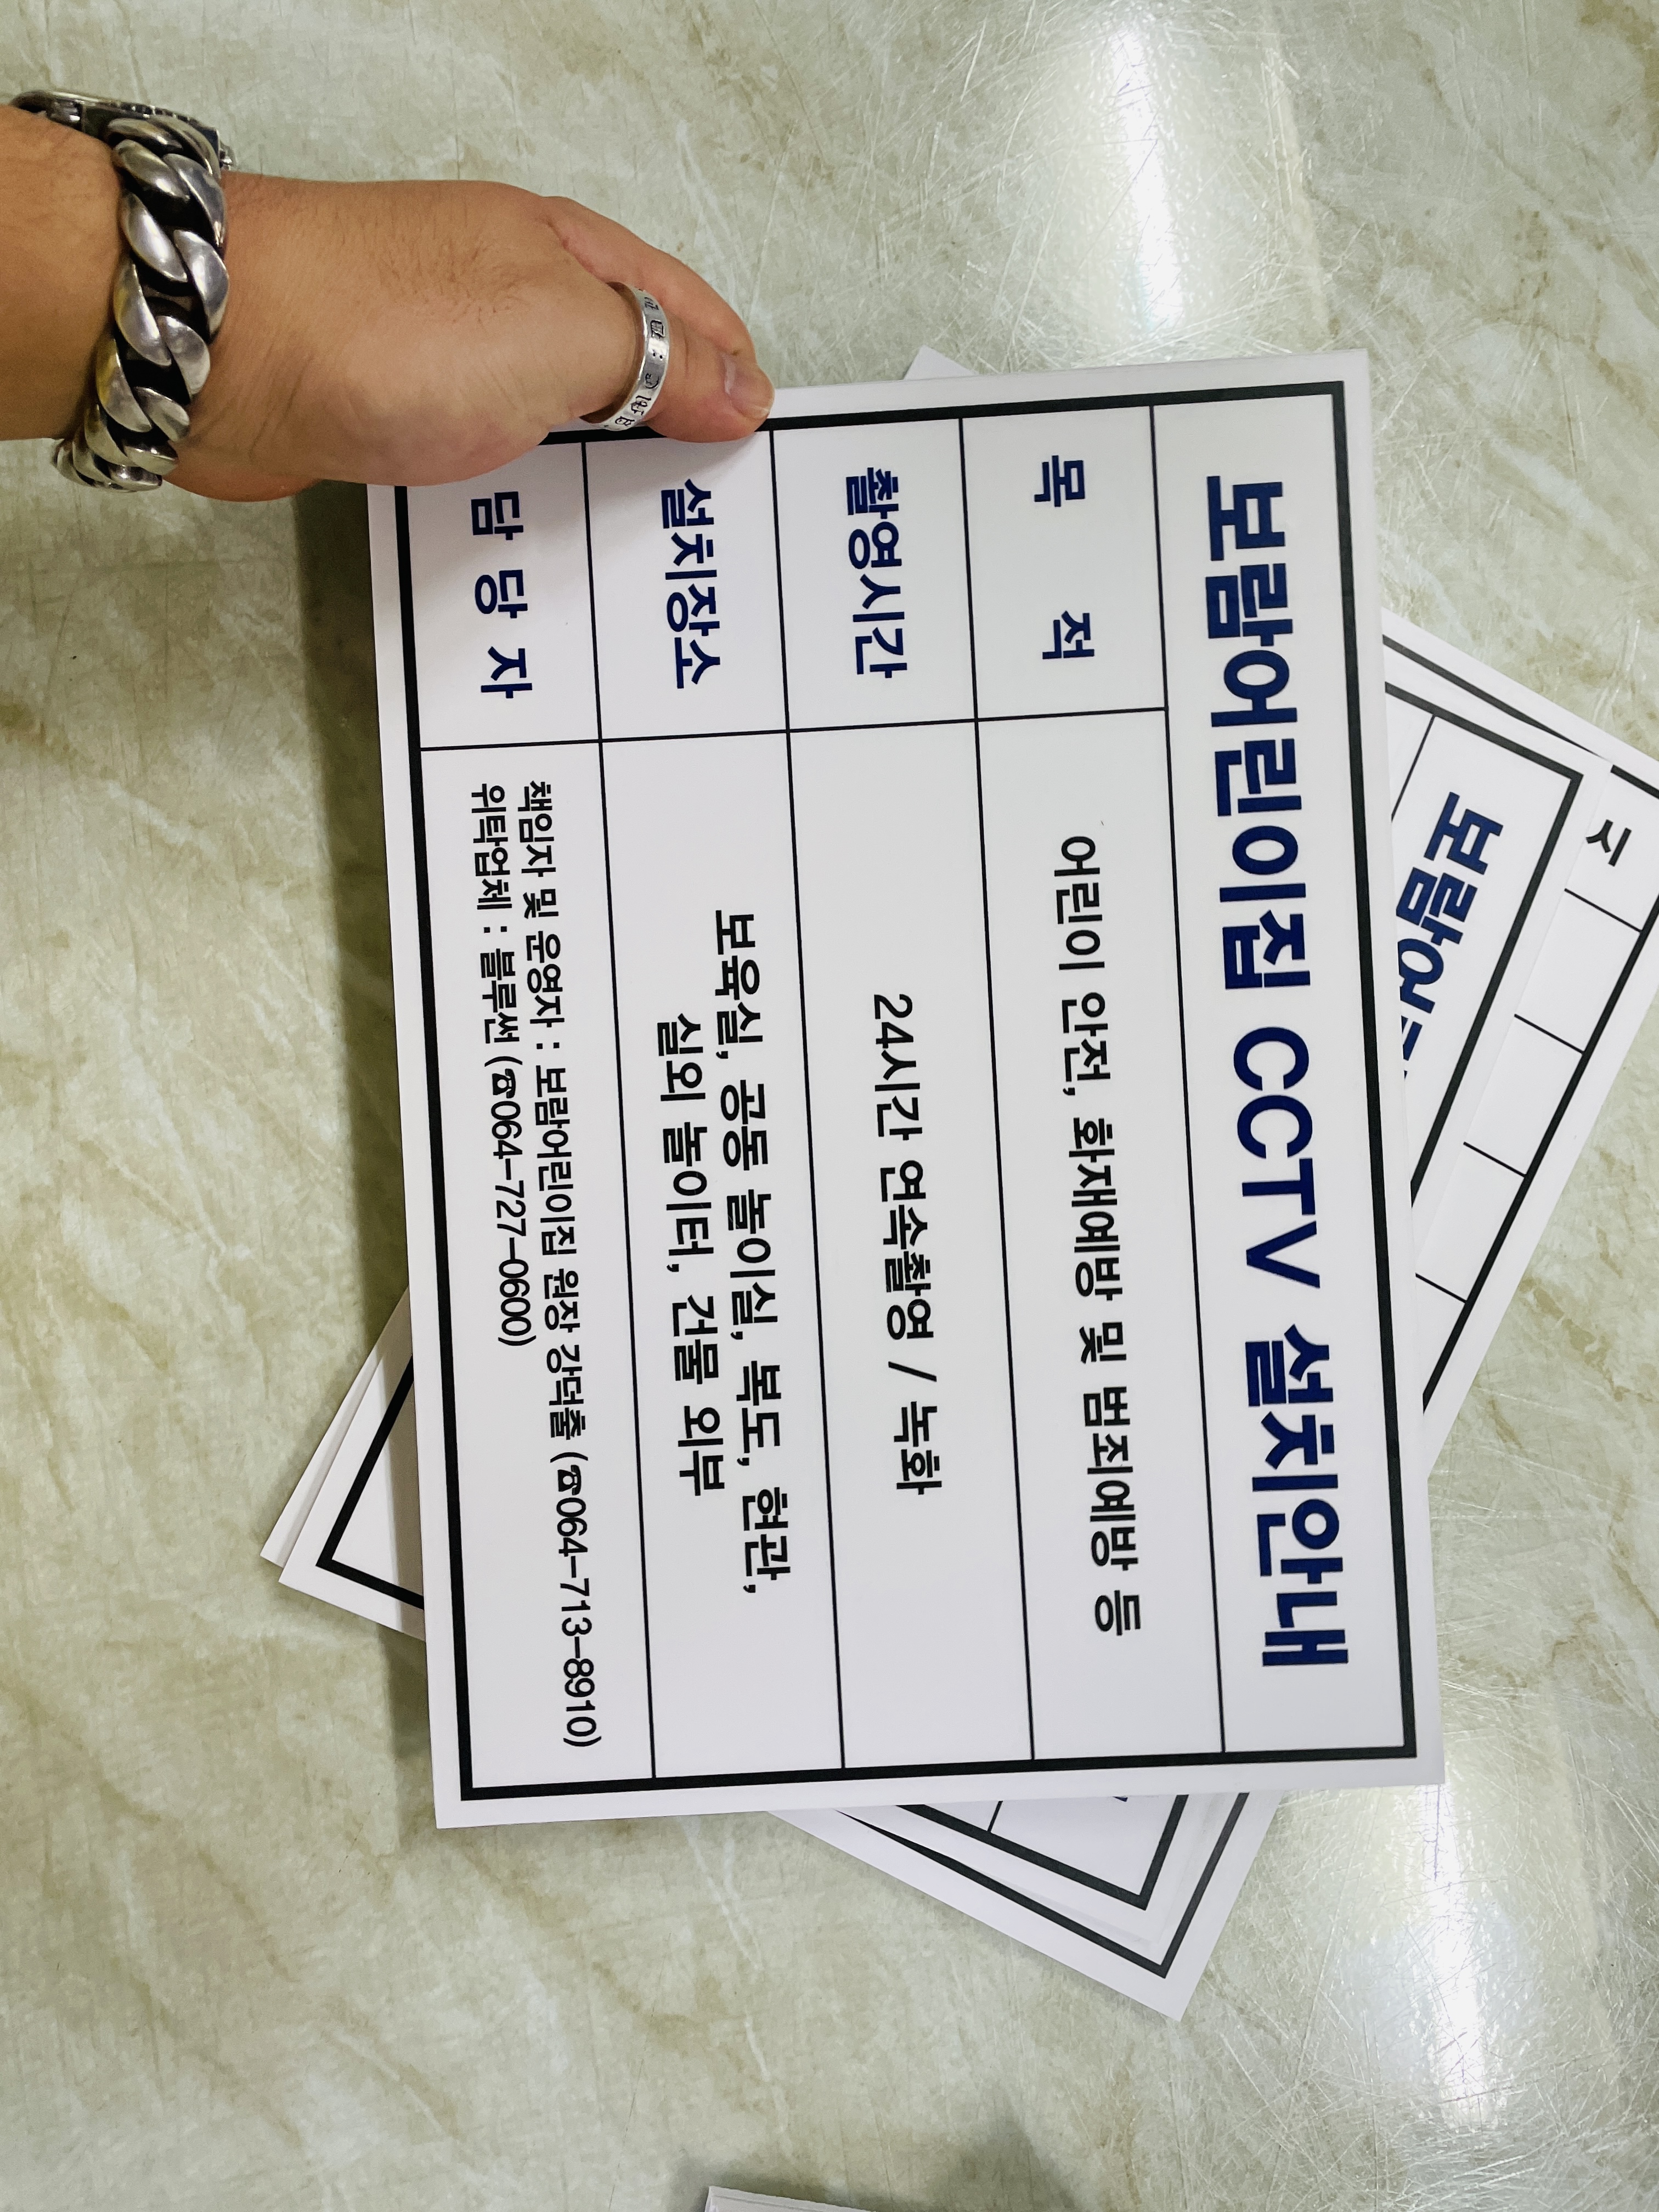 보람어린이집 CCTV 설치안내
목 적
어린이 안전, 화재예방 및 범죄예방 등
촬영시간
24시간 연속촬영 / 녹화
설치장소
보육실, 공동 놀이실, 복도, 현관,
실외 놀이터, 건물 외부
담 당 자
책임자 및 운영자 : 보람어린이집 원장 강덕출 (☎064-713-8910)
위탁업체 : 블루썬 (☎064-727-0600)
보람어
시